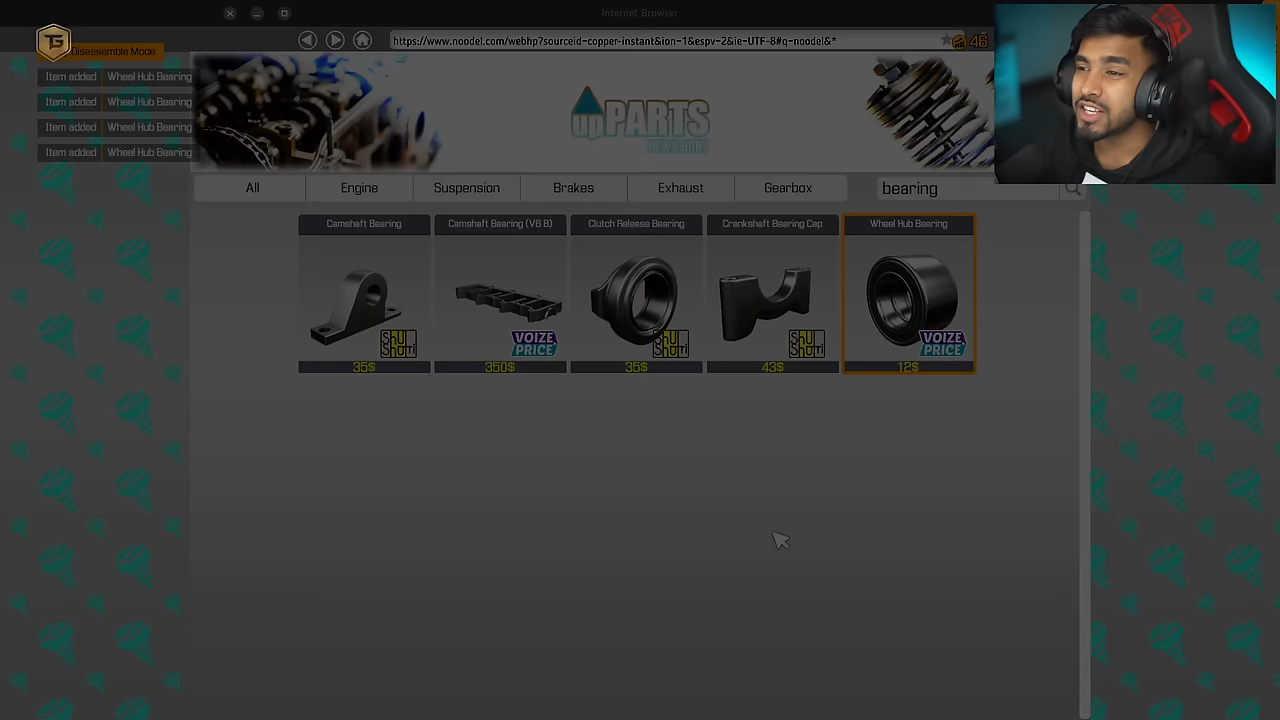 Internet Browser
TG
Disassemble Mode
https://www.noodel.com/webhp?sourceid-copper-instant&ion-1&espv-2&ie-UTF-8#q-noodel&*
46
Item added Wheel Hub Bearing
Item added Wheel Hub Bearing
Item added Wheel Hub Bearing
Item added Wheel Hub Bearing
upPARTS
NEW & SHINY
All Engine Suspension Brakes Exhaust Gearbox bearing
Camshaft Bearing Camshaft Bearing (V6 B) Clutch Release Bearing Crankshaft Bearing Cap Wheel Hub Bearing
VOIZE PRICE
VOIZE PRICE
35$ 350$ 35$ 43$ 12$